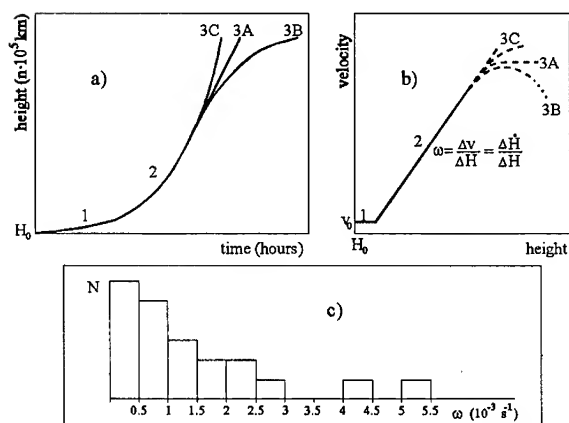 height (n·10⁵km)
a)
3C
3A
3B
2
1
H₀
time (hours)
velocity
b)
3C
3A
3B
2
ω=Δv/ΔH=ΔḢ/ΔH
1
v₀
H₀
height
N
c)
0.5 1 1.5 2 2.5 3 3.5 4 4.5 5 5.5 ω (10⁻³ s⁻¹)